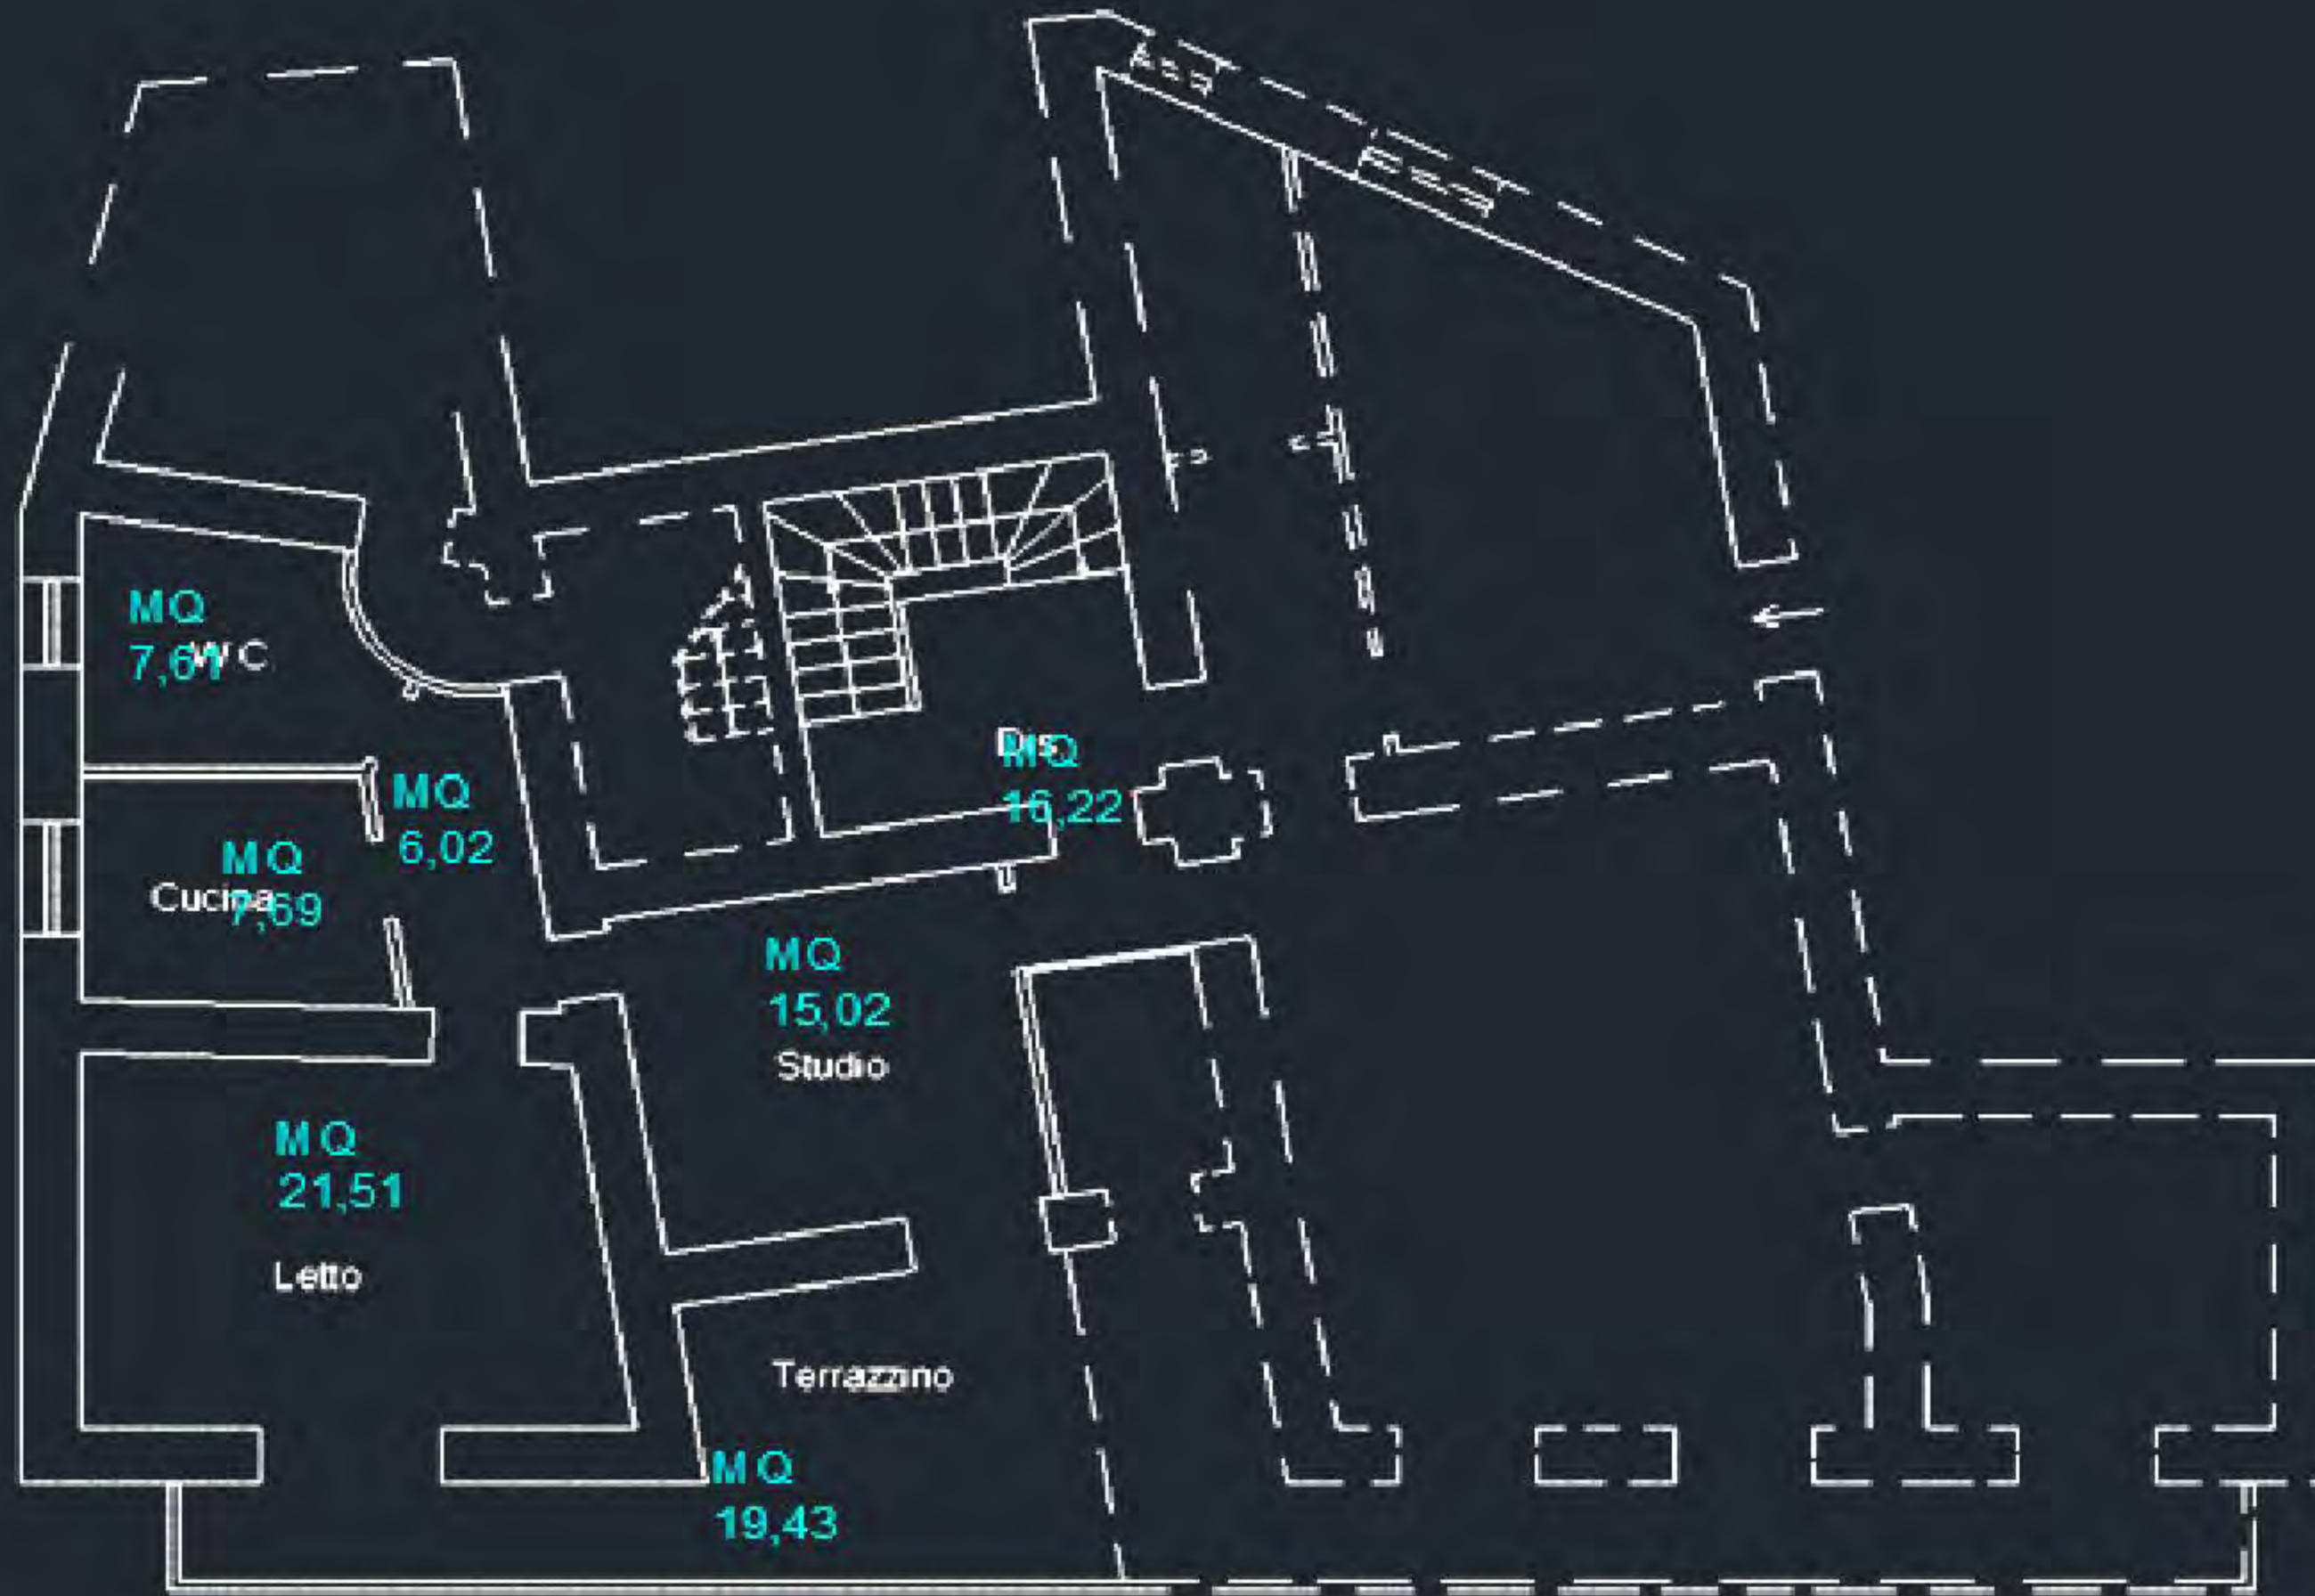 MQ
7,61
WC
MQ
16,22
MQ
6,02
MQ
7,69
Cucina
MQ
15,02
Studio
MQ
21,51
Letto
Terrazzino
MQ
19,43